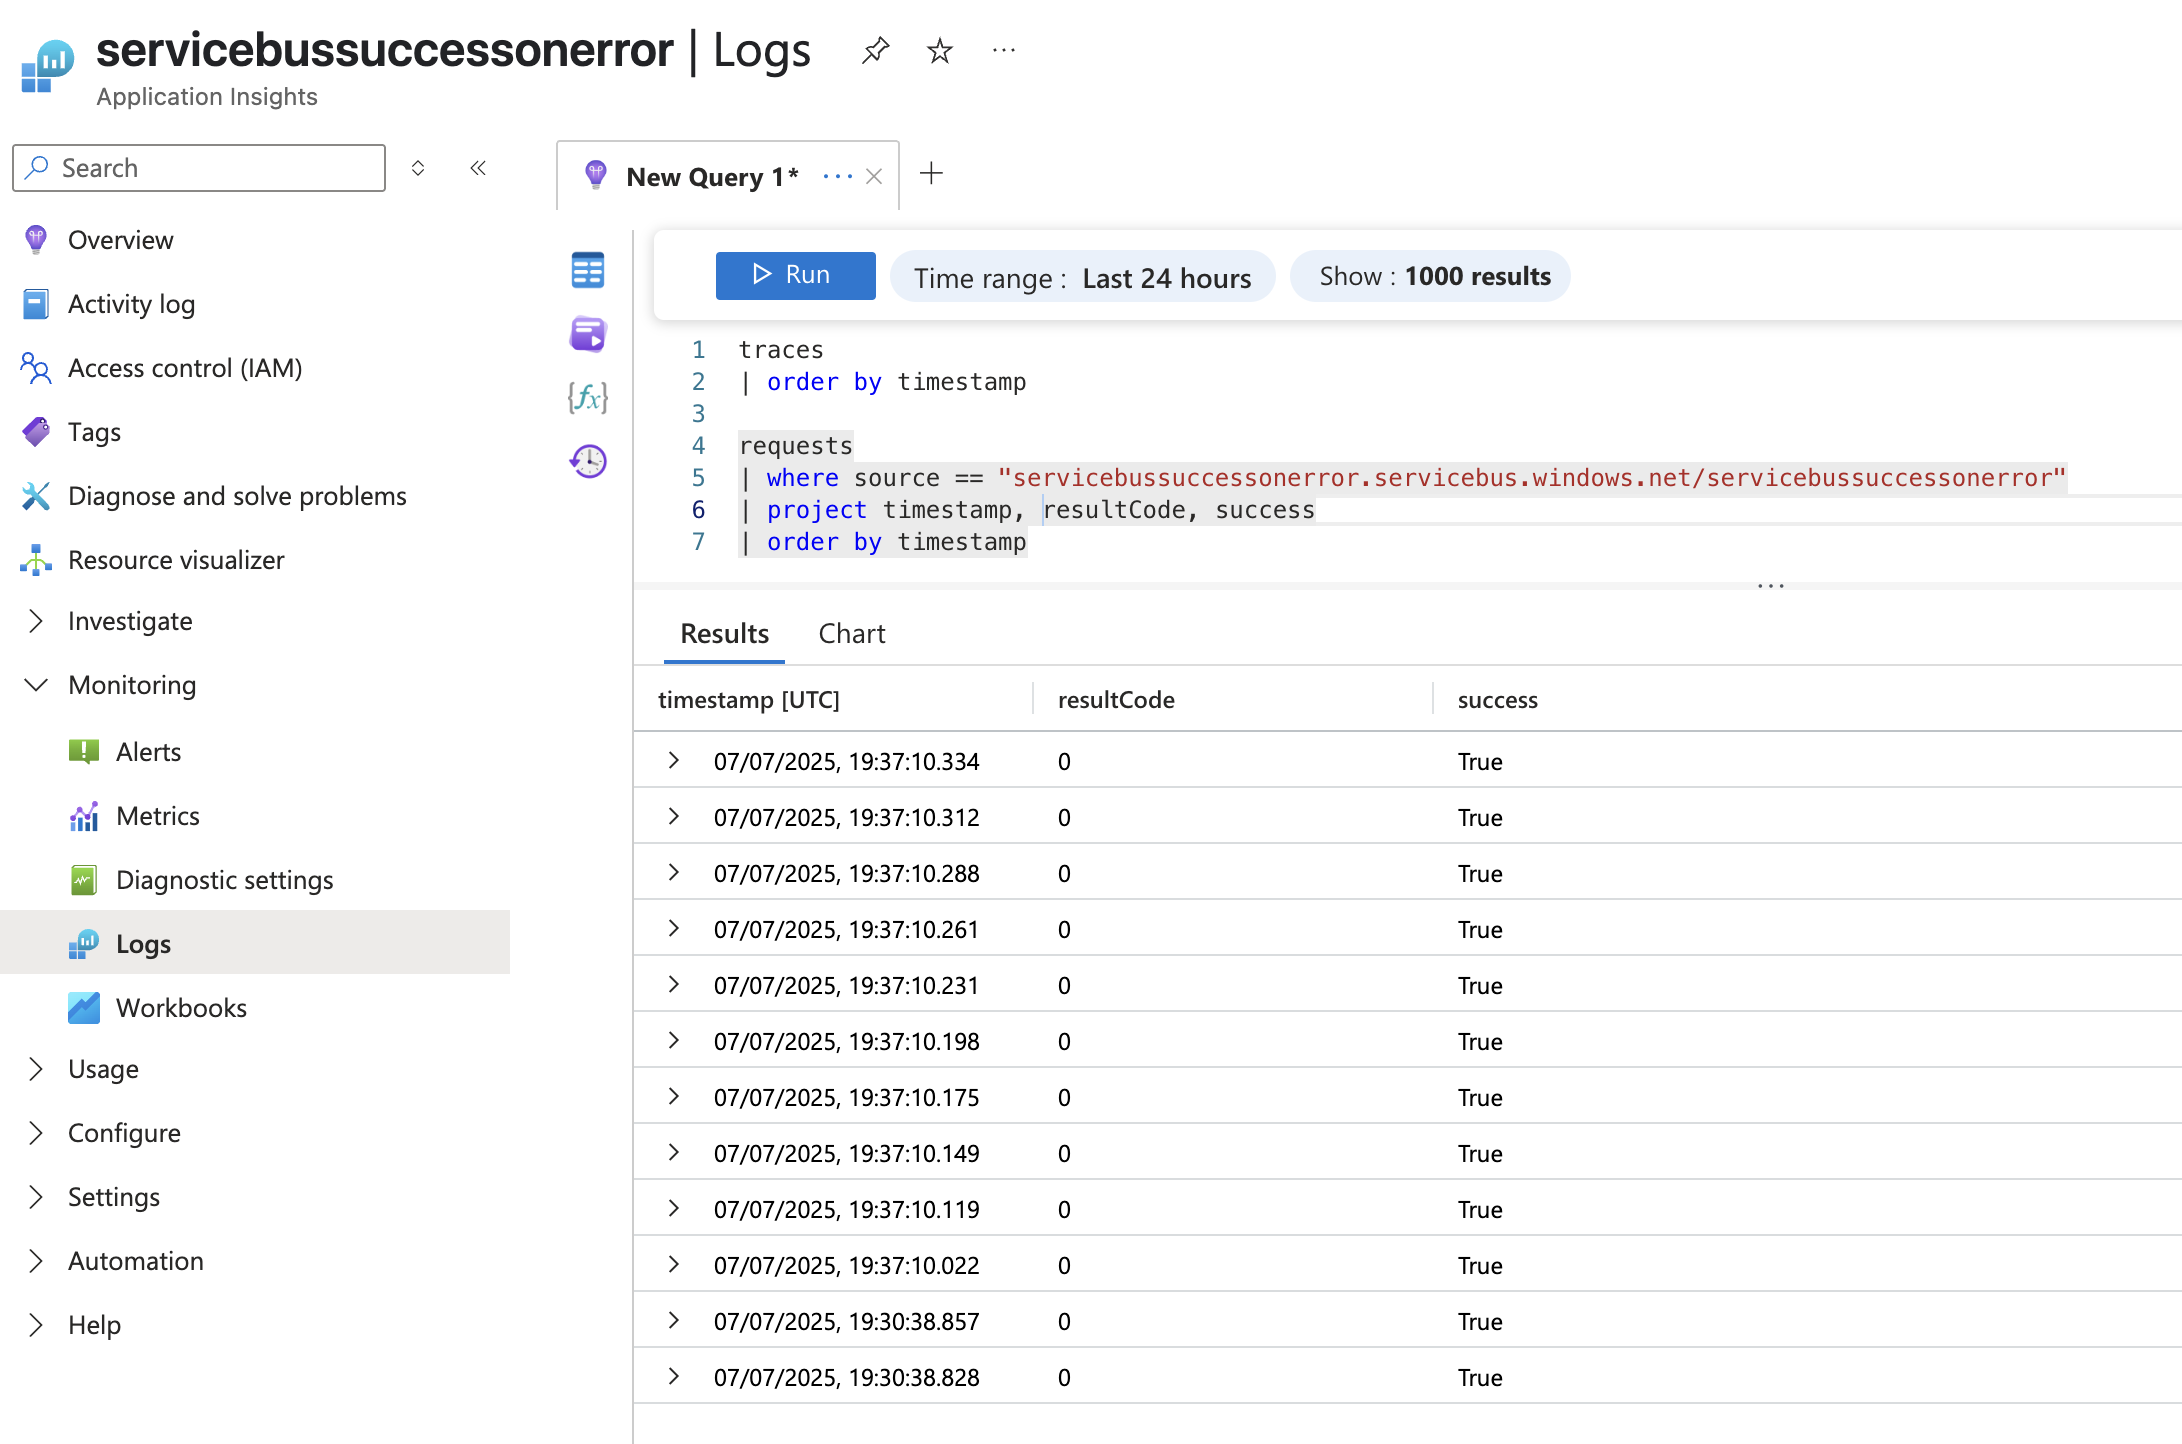 servicebussuccessonerror | Logs
Application Insights
Search
Overview
Activity log
Access control (IAM)
Tags
Diagnose and solve problems
Resource visualizer
Investigate
Monitoring
Alerts
Metrics
Diagnostic settings
Logs
Workbooks
Usage
Configure
Settings
Automation
Help
New Query 1*
Run
Time range : Last 24 hours
Show : 1000 results
1 traces
2 | order by timestamp
3
4 requests
5 | where source == "servicebussuccessonerror.servicebus.windows.net/servicebussuccessonerror"
6 | project timestamp, resultCode, success
7 | order by timestamp
Results Chart
timestamp [UTC] resultCode success
07/07/2025, 19:37:10.334 0 True
07/07/2025, 19:37:10.312 0 True
07/07/2025, 19:37:10.288 0 True
07/07/2025, 19:37:10.261 0 True
07/07/2025, 19:37:10.231 0 True
07/07/2025, 19:37:10.198 0 True
07/07/2025, 19:37:10.175 0 True
07/07/2025, 19:37:10.149 0 True
07/07/2025, 19:37:10.119 0 True
07/07/2025, 19:37:10.022 0 True
07/07/2025, 19:30:38.857 0 True
07/07/2025, 19:30:38.828 0 True